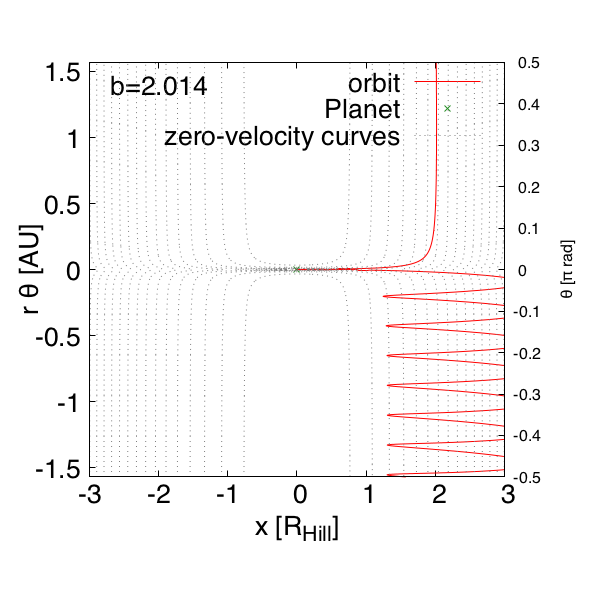 b=2.014
orbit
Planet
zero-velocity curves
r θ [AU]
1.5
1
0.5
0
-0.5
-1
-1.5
0.5
0.4
0.3
0.2
0.1
0
-0.1
-0.2
-0.3
-0.4
-0.5
θ [π rad]
-3 -2 -1 0 1 2 3
x [RHill]